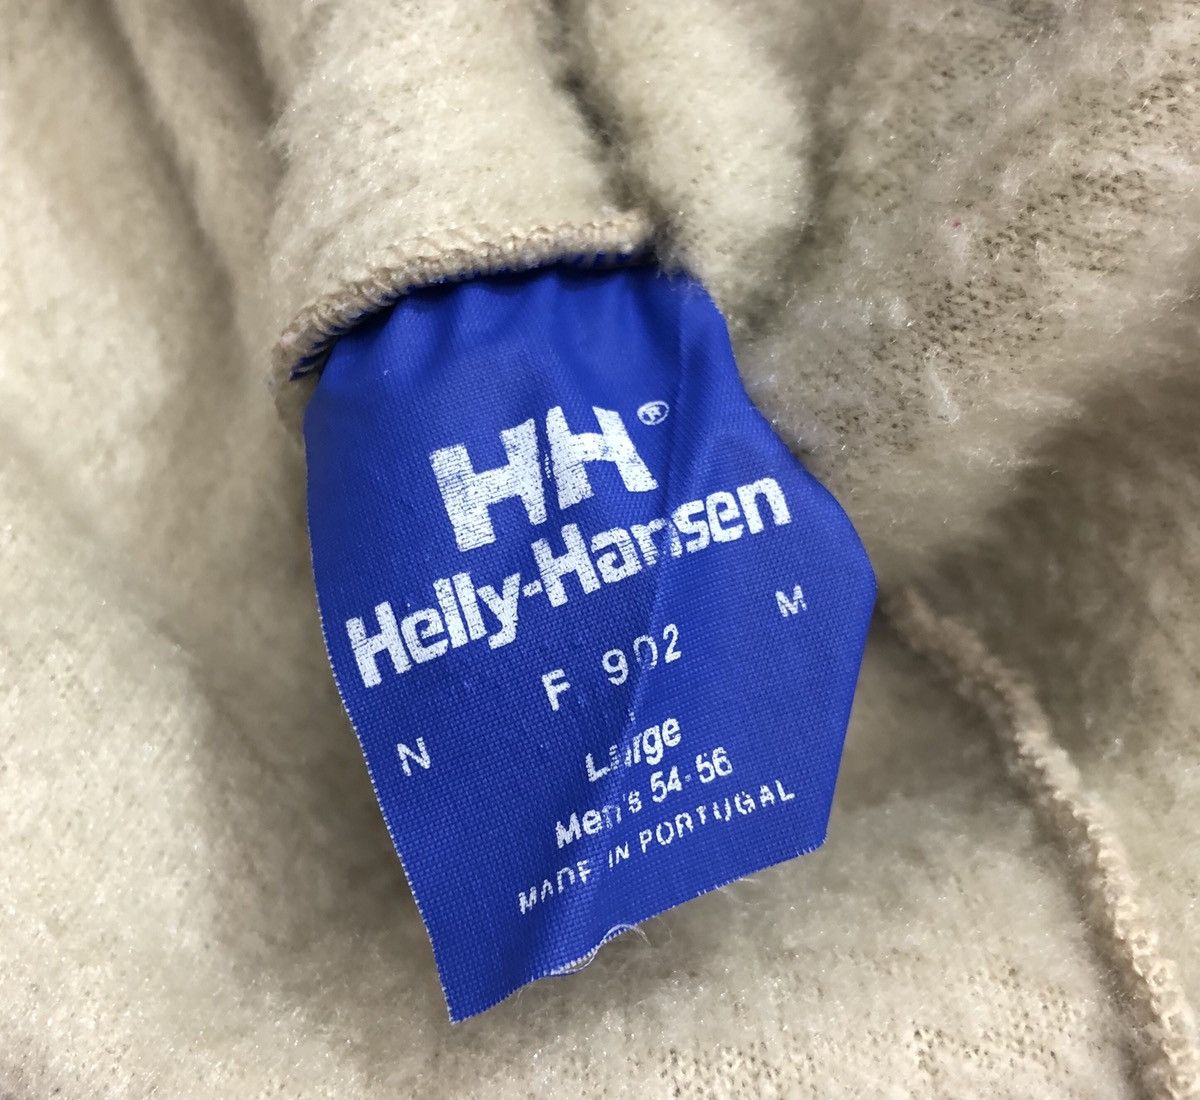 HH®
Helly-Hansen
M
F 902
N
Large
Men's 54-56
MADE IN PORTUGAL